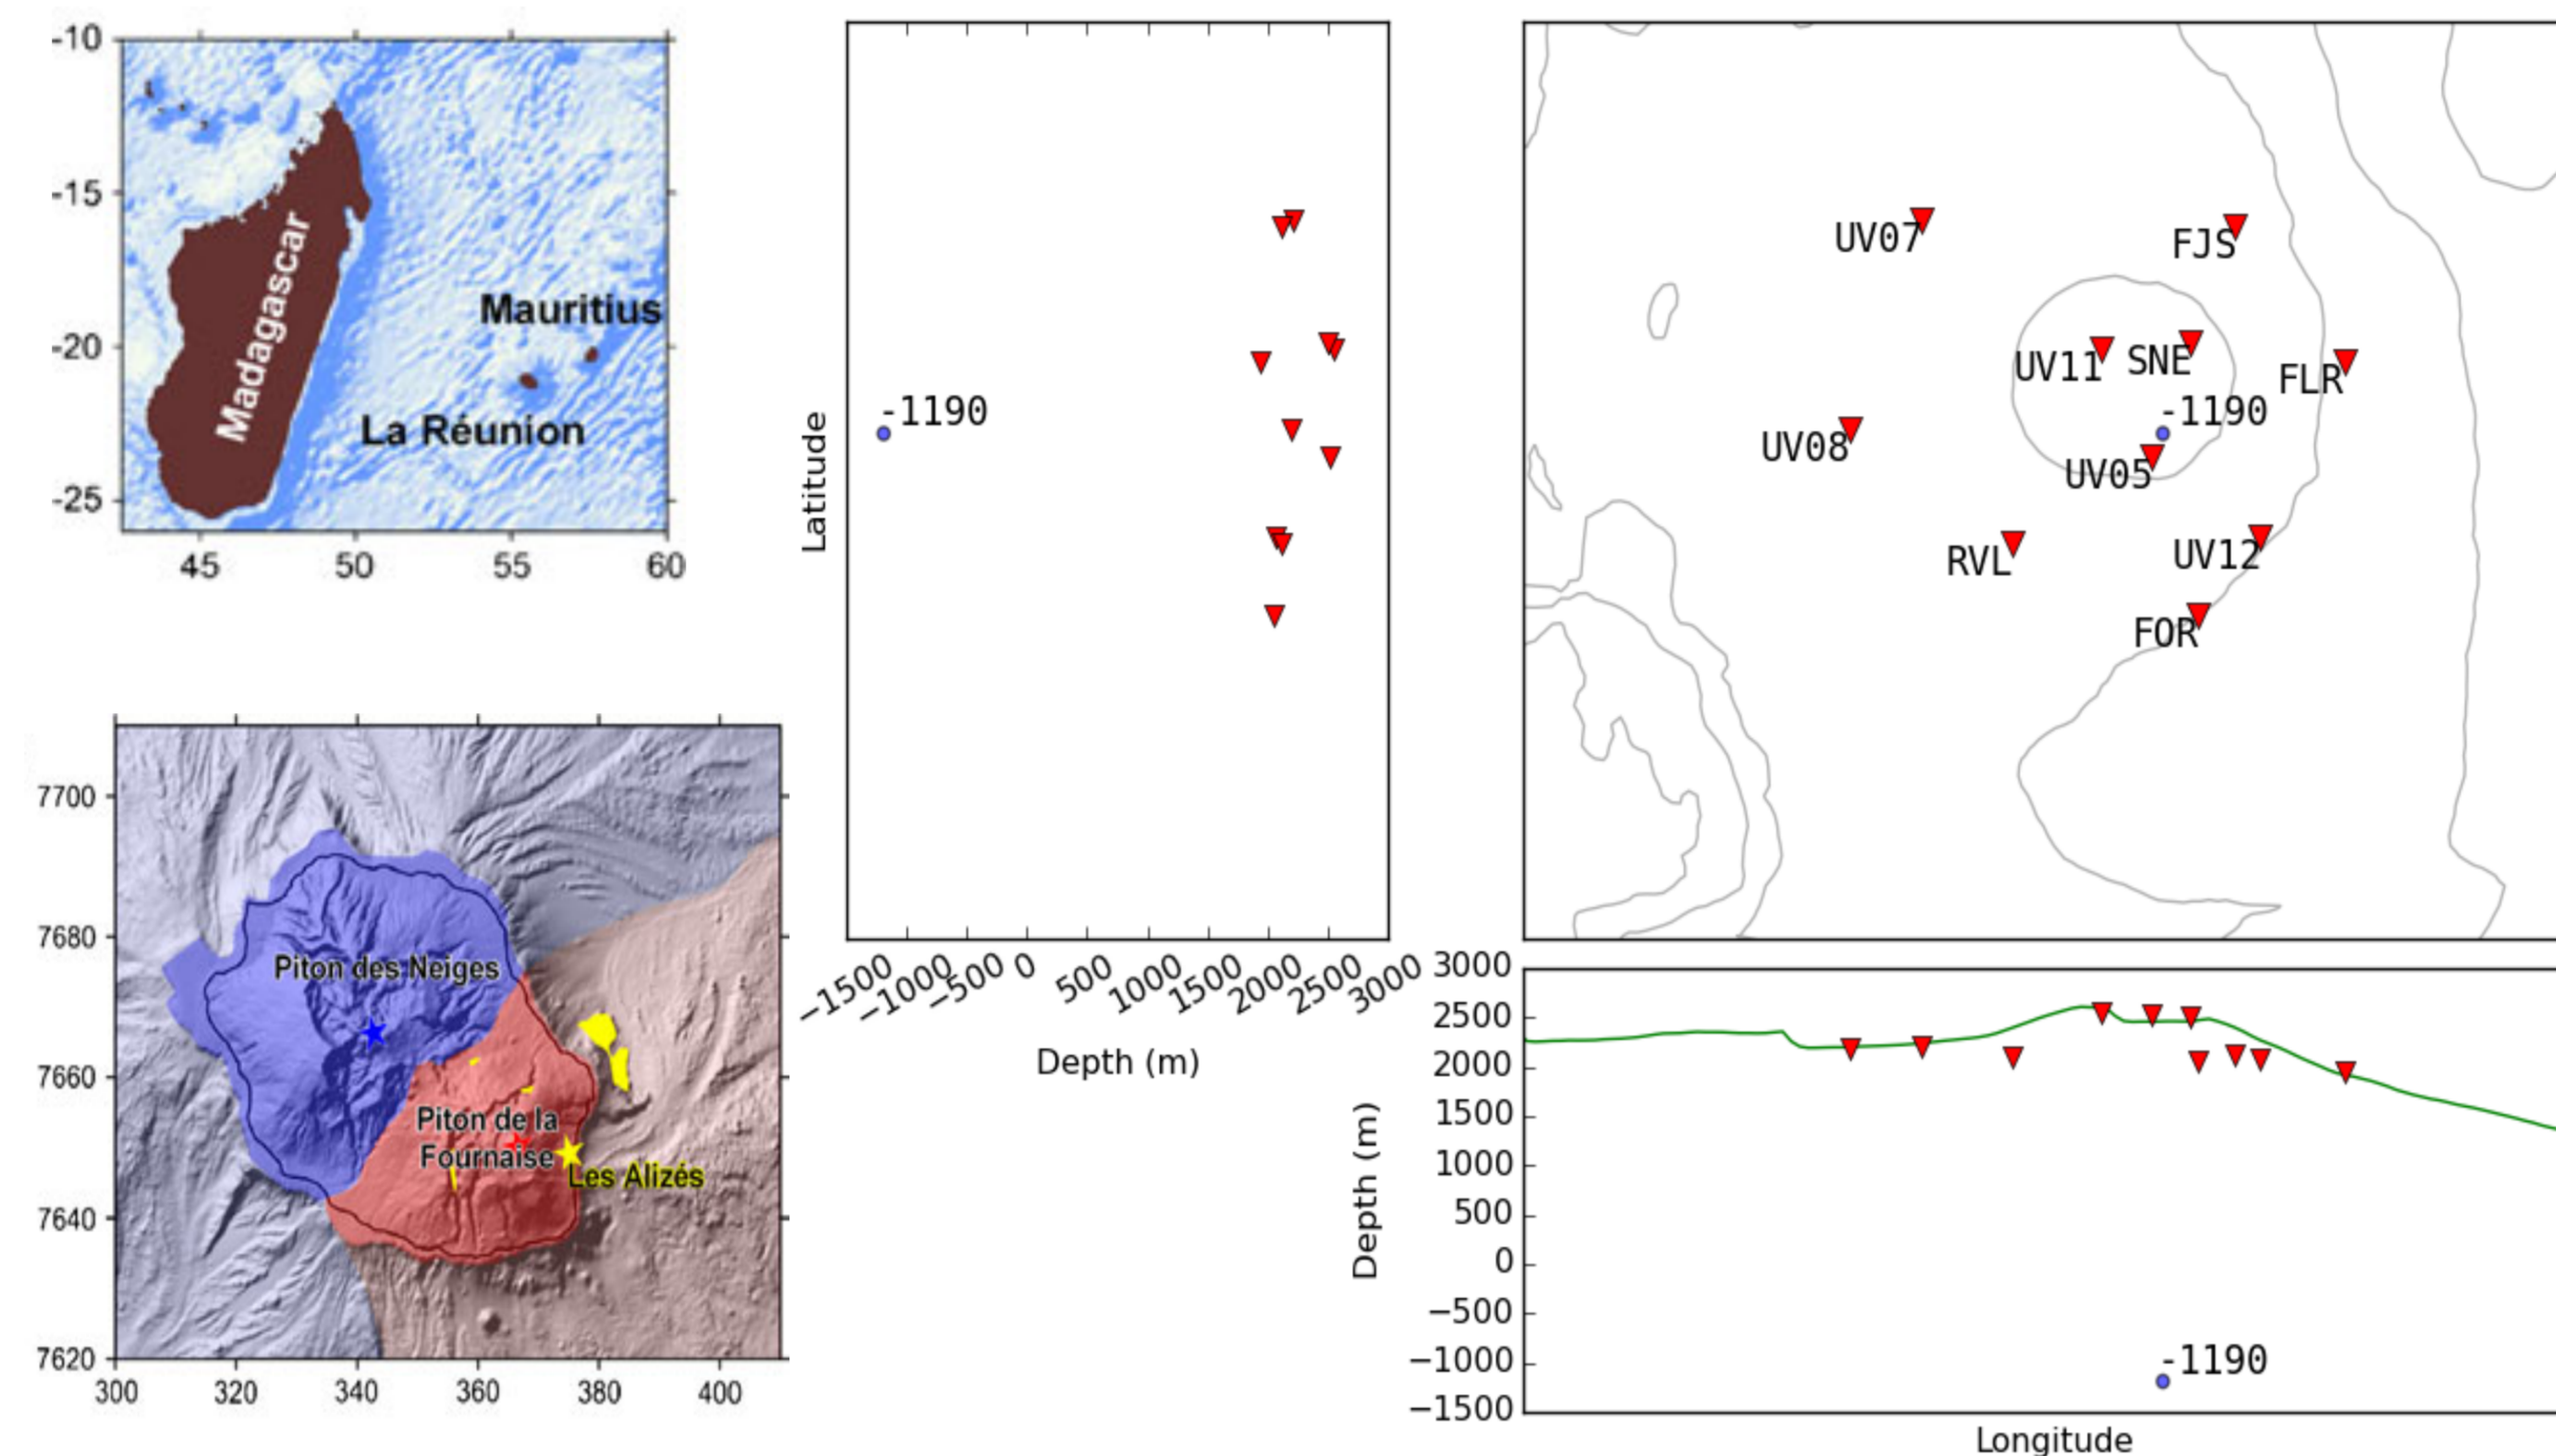 -10
-15
-20
-25
45
50
55
60
Madagascar
Mauritius
La Réunion
7700
7680
7660
7640
7620
300
320
340
360
380
400
Piton des Neiges
Piton de la
Fournaise
Les Alizés
Latitude
-1190
−1500
−1000
−500
0
500
1000
1500
2000
2500
3000
Depth (m)
UV07
FJS
UV11
SNE
FLR
-1190
UV08
UV05
RVL
UV12
FOR
3000
2500
2000
1500
1000
500
0
−500
−1000
−1500
Depth (m)
-1190
Longitude